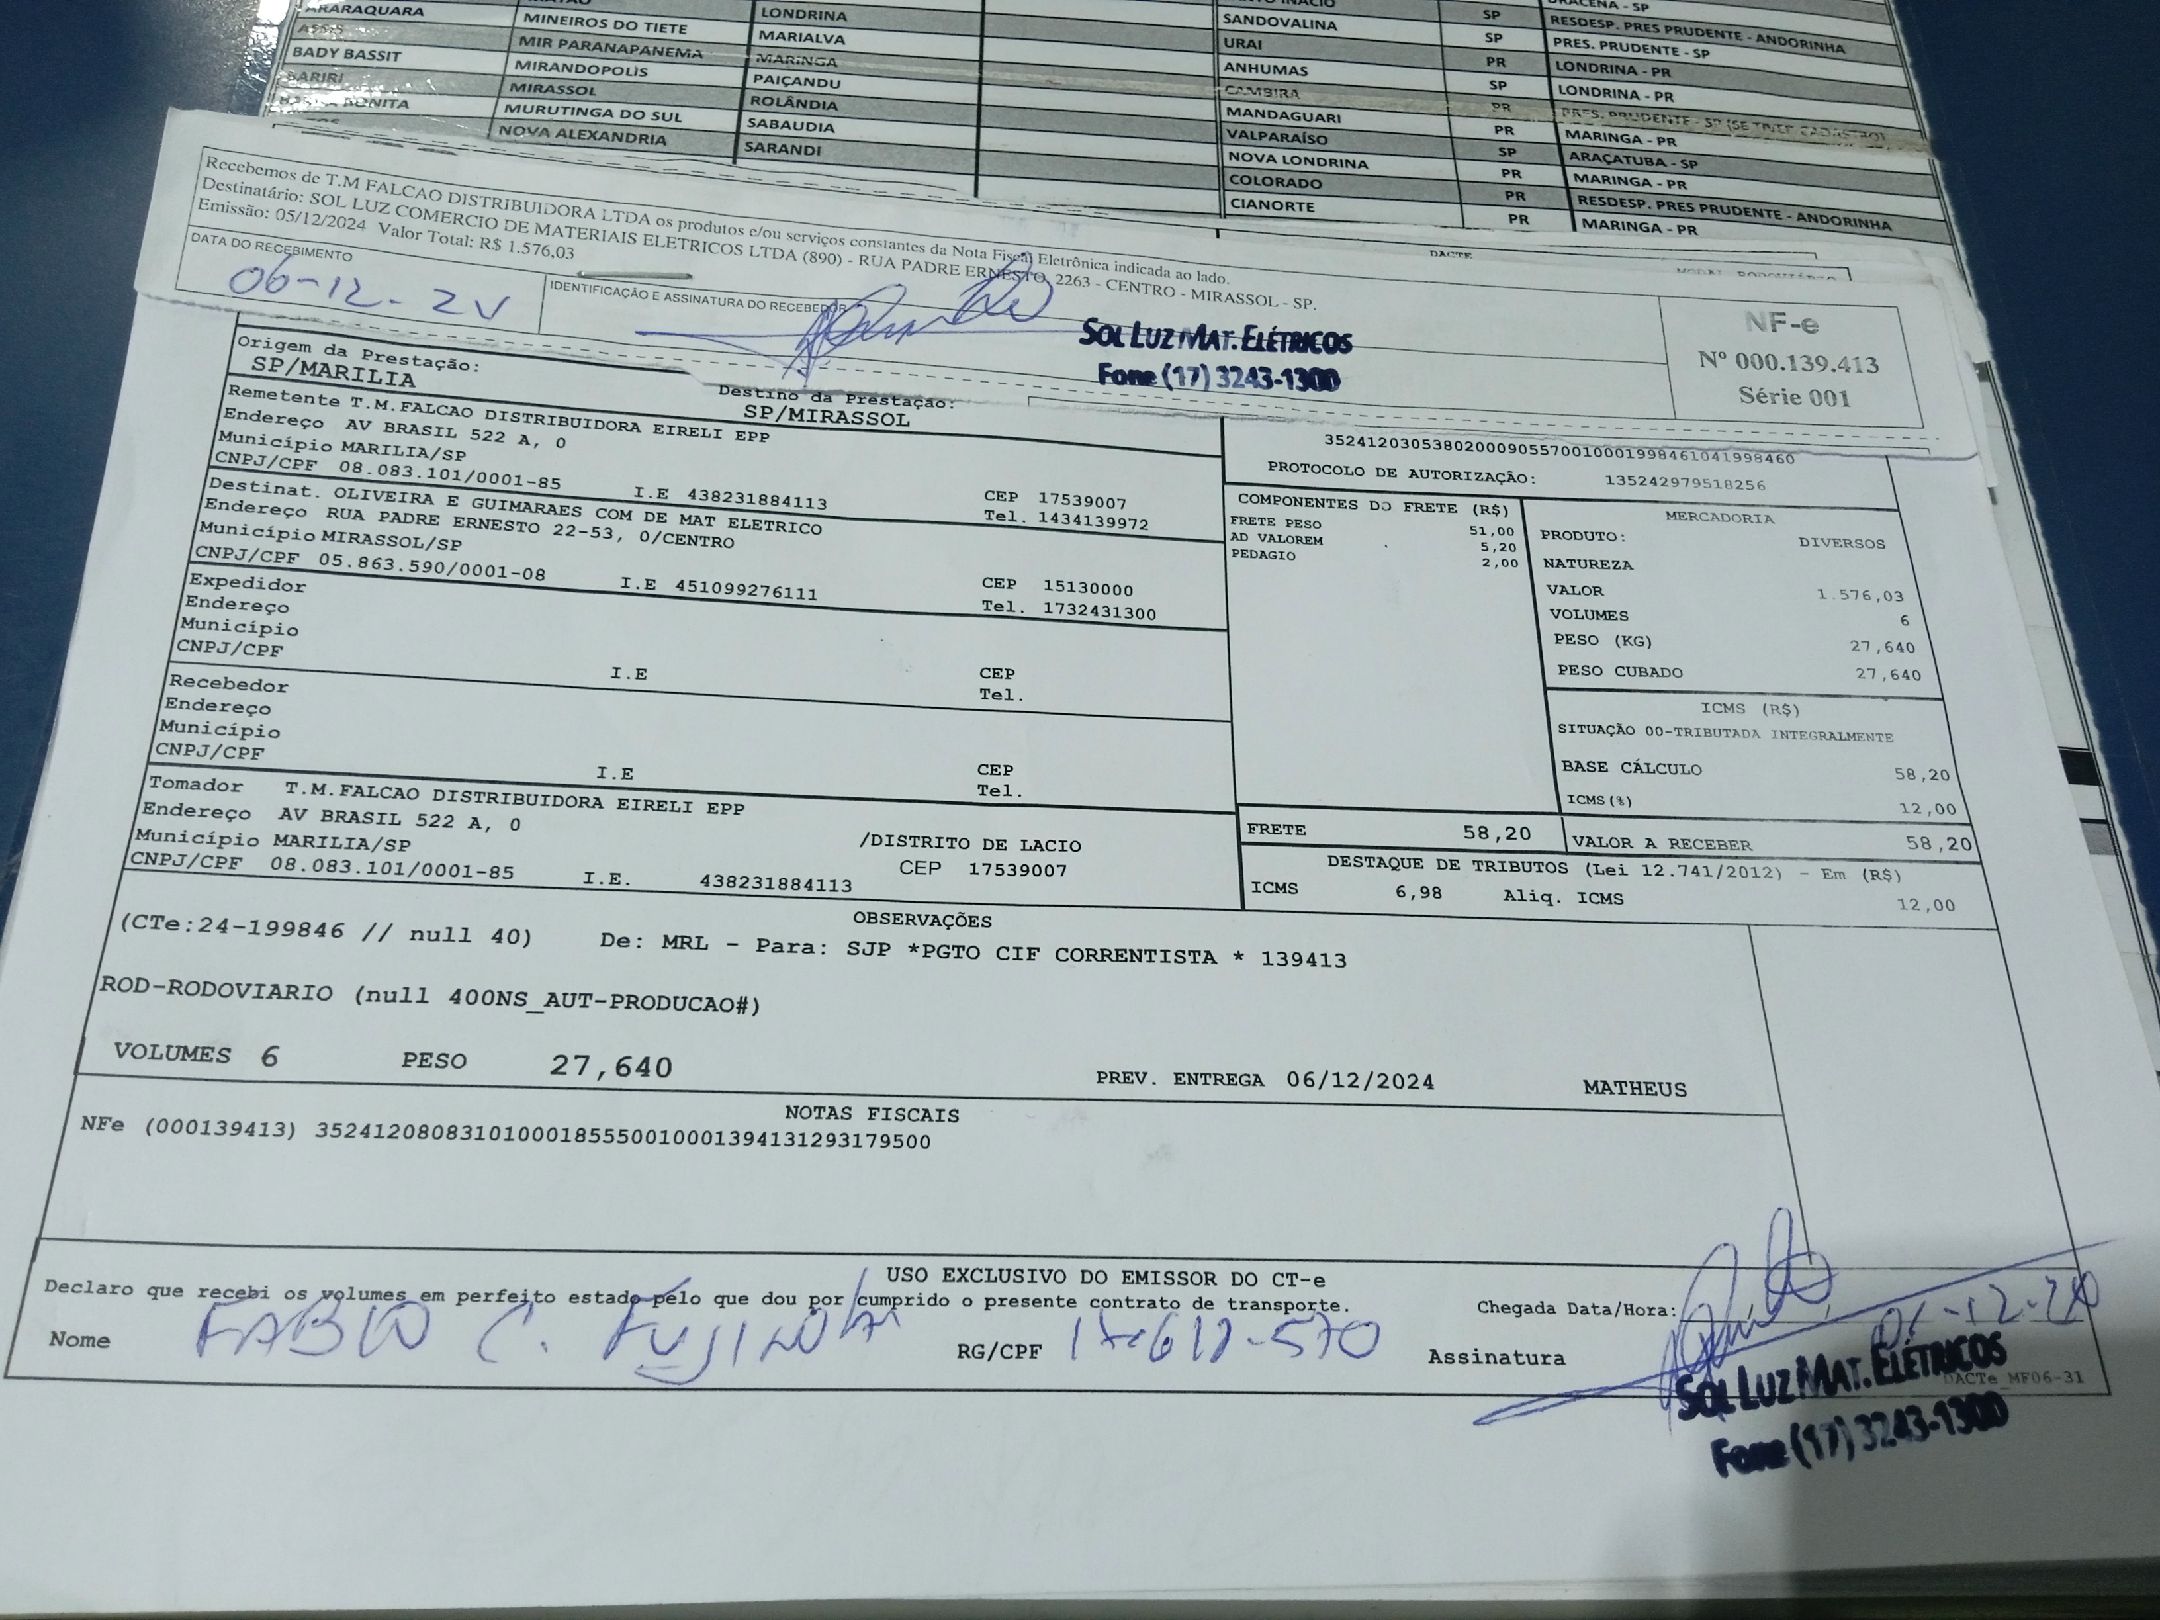 ARARAQUARA MINEIROS DO TIETE LONDRINA SANDOVALINA SP RESDESP. PRES PRUDENTE - ANDORINHA
ASSIS MIR PARANAPANEMA MARIALVA URAI SP PRES. PRUDENTE - SP
BADY BASSIT MIRANDOPOLIS MARINGA ANHUMAS PR LONDRINA - PR
BARIRI MIRASSOL PAIÇANDU CAMBIRA SP LONDRINA - PR
BARRA BONITA MURUTINGA DO SUL ROLÂNDIA MANDAGUARI PR PRES. PRUDENTE - SP (SE TIVER CADASTRO)
NOVA ALEXANDRIA SABAUDIA VALPARAÍSO PR MARINGA - PR
SARANDI NOVA LONDRINA SP ARAÇATUBA - SP
COLORADO PR MARINGA - PR
CIANORTE PR RESDESP. PRES PRUDENTE - ANDORINHA
PR MARINGA - PR
DACTE
Recebemos de T.M FALCAO DISTRIBUIDORA LTDA os produtos e/ou serviços constantes da Nota Fiscal Eletrônica indicada ao lado.
Destinatário: SOL LUZ COMERCIO DE MATERIAIS ELETRICOS LTDA (890) - RUA PADRE ERNESTO, 2263 - CENTRO - MIRASSOL - SP.
Emissão: 05/12/2024 Valor Total: R$ 1.576,03
DATA DO RECEBIMENTO
06-12-24
IDENTIFICAÇÃO E ASSINATURA DO RECEBEDOR
SOL LUZ MAT. ELÉTRICOS
Fone (17) 3243-1300
NF-e
Nº 000.139.413
Série 001
Origem da Prestação:
SP/MARILIA
Destino da Prestação:
SP/MIRASSOL
Remetente T.M.FALCAO DISTRIBUIDORA EIRELI EPP
Endereço AV BRASIL 522 A, 0
Município MARILIA/SP CEP 17539007
CNPJ/CPF 08.083.101/0001-85 I.E 438231884113 Tel. 1434139972
Destinat. OLIVEIRA E GUIMARAES COM DE MAT ELETRICO
Endereço RUA PADRE ERNESTO 22-53, 0/CENTRO
Município MIRASSOL/SP CEP 15130000
CNPJ/CPF 05.863.590/0001-08 I.E 451099276111 Tel. 1732431300
Expedidor
Endereço
Município CEP
CNPJ/CPF I.E Tel.
Recebedor
Endereço
Município CEP
CNPJ/CPF I.E Tel.
Tomador T.M.FALCAO DISTRIBUIDORA EIRELI EPP
Endereço AV BRASIL 522 A, 0 /DISTRITO DE LACIO
Município MARILIA/SP CEP 17539007
CNPJ/CPF 08.083.101/0001-85 I.E. 438231884113
35241203053802000905570010001998461041998460
PROTOCOLO DE AUTORIZAÇÃO: 135242979518256
COMPONENTES DO FRETE (R$)
FRETE PESO 51,00
AD VALOREM 5,20
PEDAGIO 2,00
MERCADORIA
PRODUTO: DIVERSOS
NATUREZA
VALOR 1.576,03
VOLUMES 6
PESO (KG) 27,640
PESO CUBADO 27,640
ICMS (R$)
SITUAÇÃO 00-TRIBUTADA INTEGRALMENTE
BASE CÁLCULO 58,20
ICMS(%) 12,00
FRETE 58,20 VALOR A RECEBER 58,20
DESTAQUE DE TRIBUTOS (Lei 12.741/2012) - Em (R$)
ICMS 6,98 Aliq. ICMS 12,00
OBSERVAÇÕES
(CTe:24-199846 // null 40) De: MRL - Para: SJP *PGTO CIF CORRENTISTA * 139413
ROD-RODOVIARIO (null 400NS_AUT-PRODUCAO#)
VOLUMES 6 PESO 27,640 PREV. ENTREGA 06/12/2024 MATHEUS
NOTAS FISCAIS
NFe (000139413) 35241208083101000185550010001394131293179500
USO EXCLUSIVO DO EMISSOR DO CT-e
Declaro que recebi os volumes em perfeito estado pelo que dou por cumprido o presente contrato de transporte. Chegada Data/Hora:
Nome FABIO C. RG/CPF Assinatura
SOL LUZ MAT. ELÉTRICOS
DACTe_MF06-31
Fone (17) 3243-1300